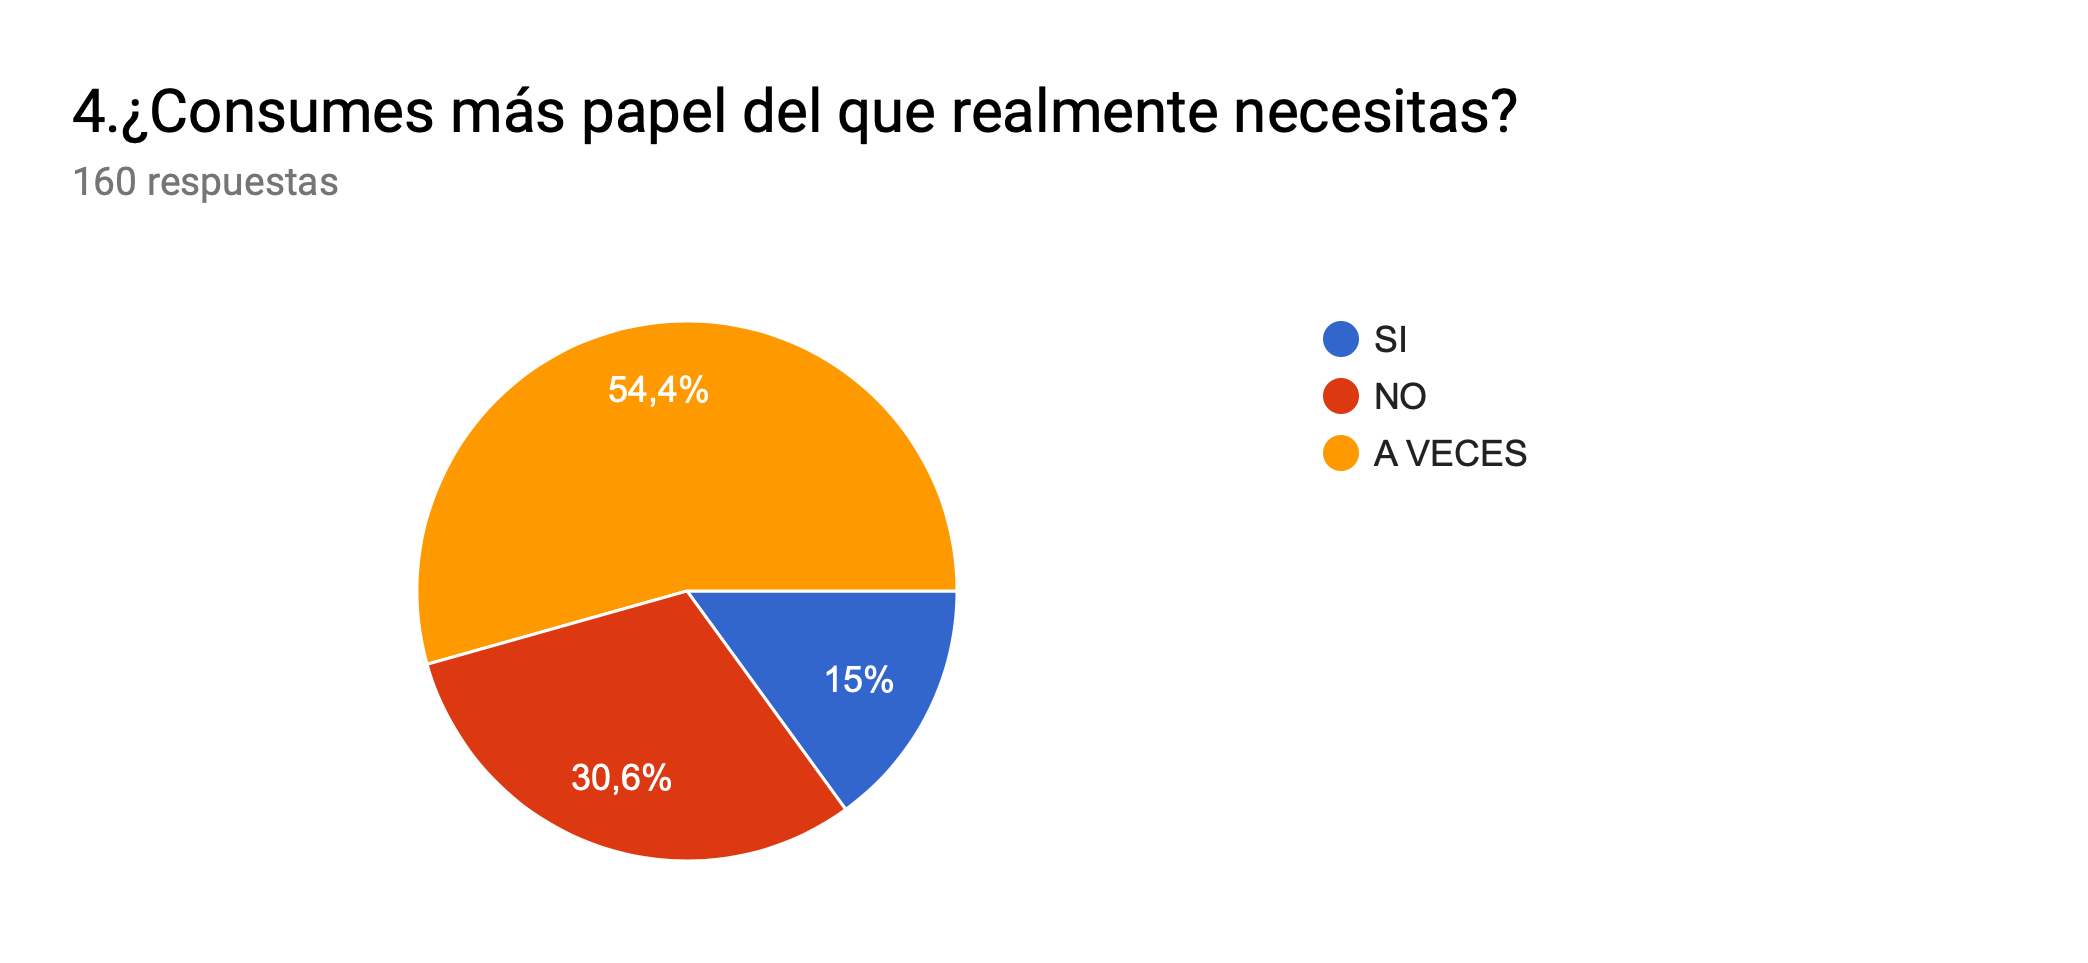 4.¿Consumes más papel del que realmente necesitas?
160 respuestas
SI
NO
A VECES
54,4%
15%
30,6%